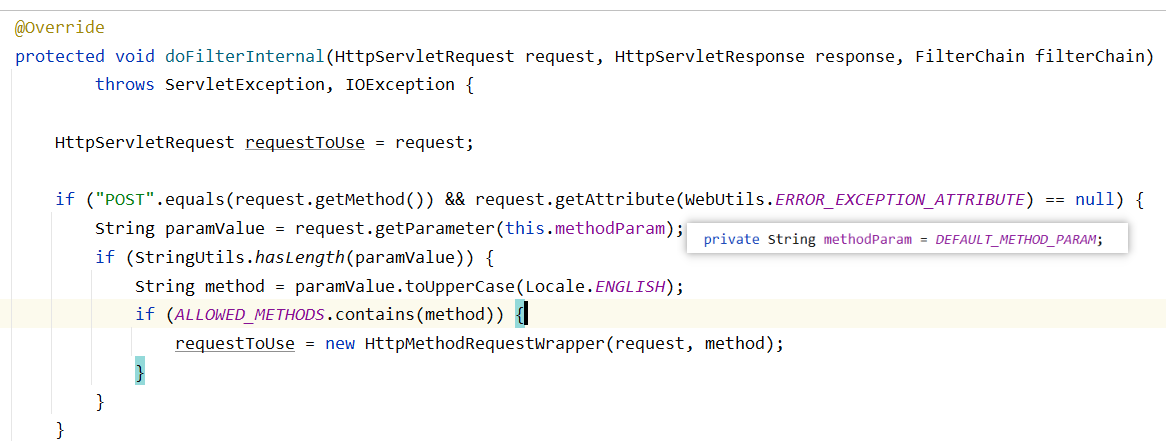 @Override
protected void doFilterInternal(HttpServletRequest request, HttpServletResponse response, FilterChain filterChain)
throws ServletException, IOException {
HttpServletRequest requestToUse = request;
if ("POST".equals(request.getMethod()) && request.getAttribute(WebUtils.ERROR_EXCEPTION_ATTRIBUTE) == null) {
String paramValue = request.getParameter(this.methodParam);
private String methodParam = DEFAULT_METHOD_PARAM;
if (StringUtils.hasLength(paramValue)) {
String method = paramValue.toUpperCase(Locale.ENGLISH);
if (ALLOWED_METHODS.contains(method)) {
requestToUse = new HttpMethodRequestWrapper(request, method);
}
}
}